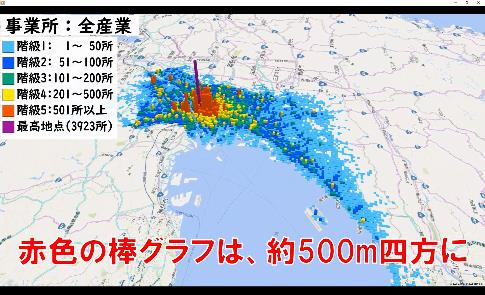 事業所:全産業
階級1: 1~ 50所
階級2: 51~100所
階級3:101~200所
階級4:201~500所
階級5:501所以上
最高地点(3923所)
赤色の棒グラフは、約500m四方に